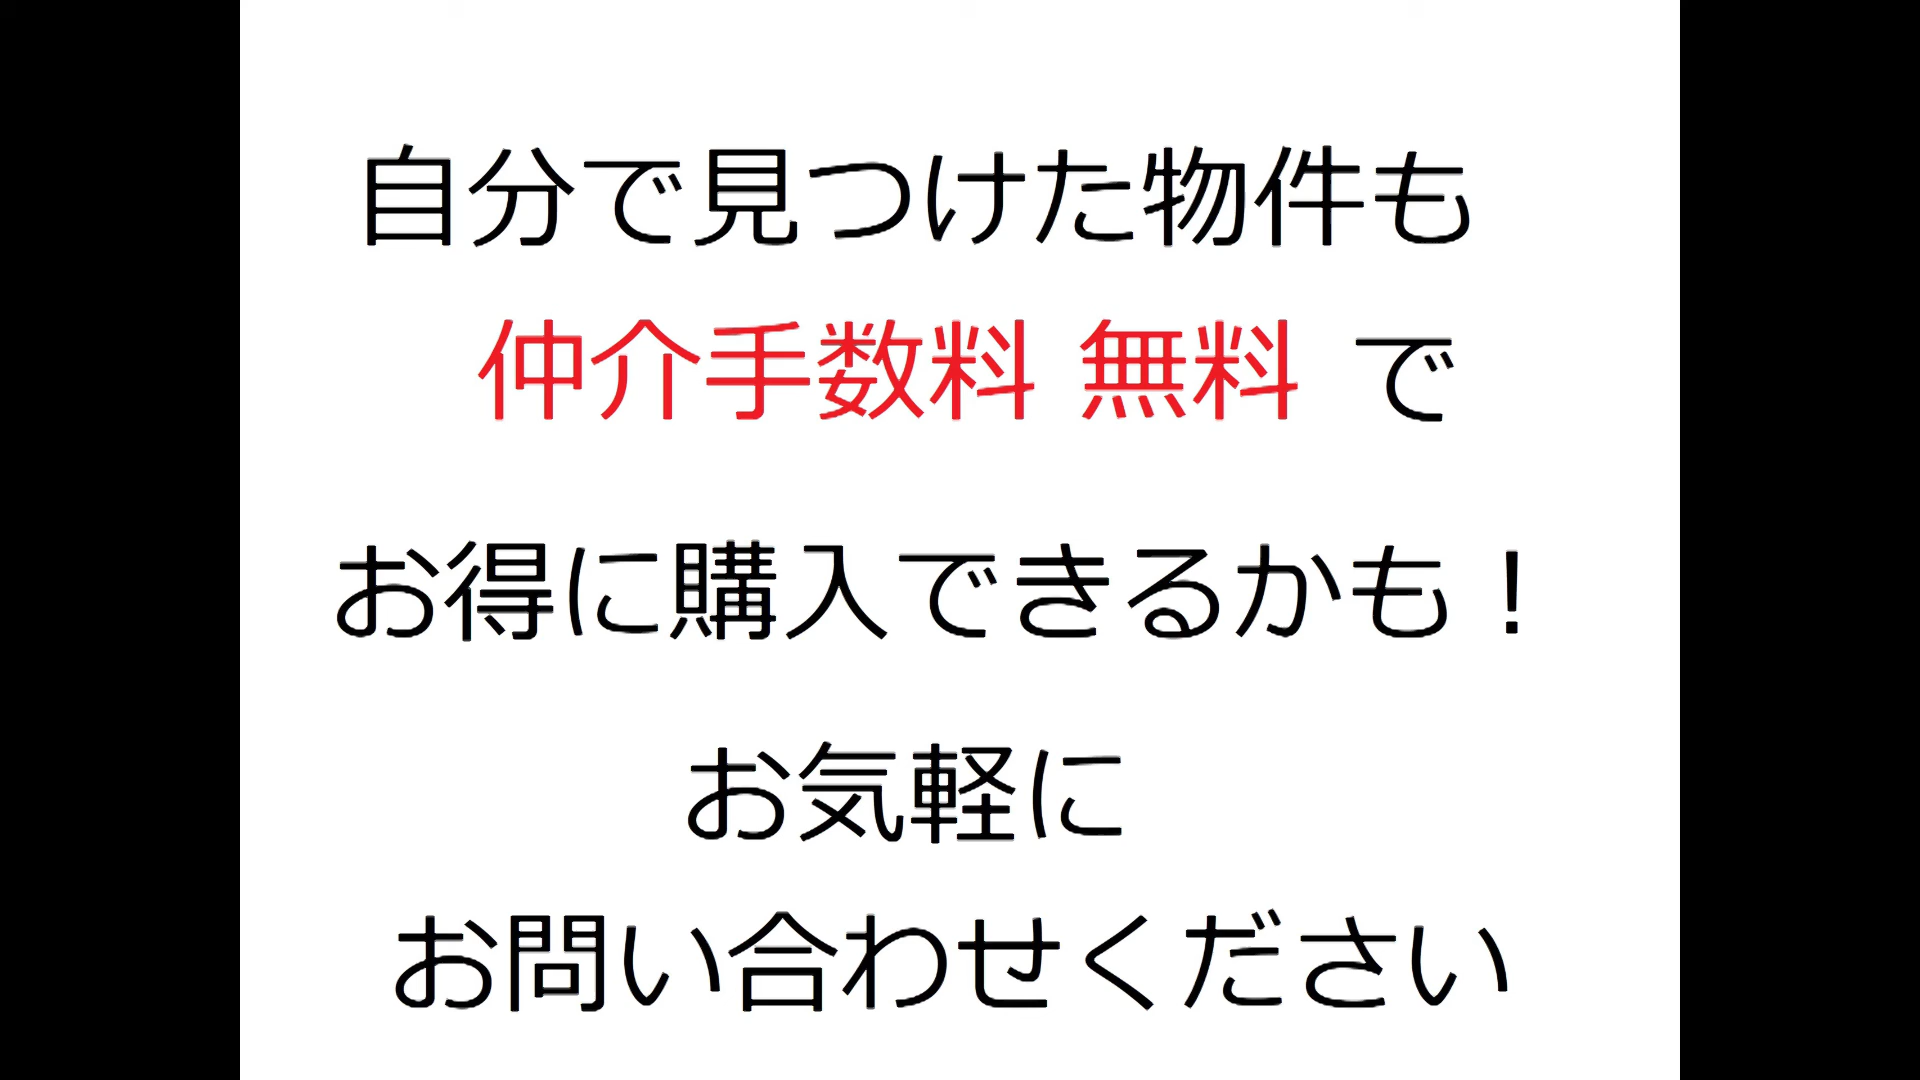 自分で見つけた物件も
仲介手数料 無料 で
お得に購入できるかも！
お気軽に
お問い合わせください